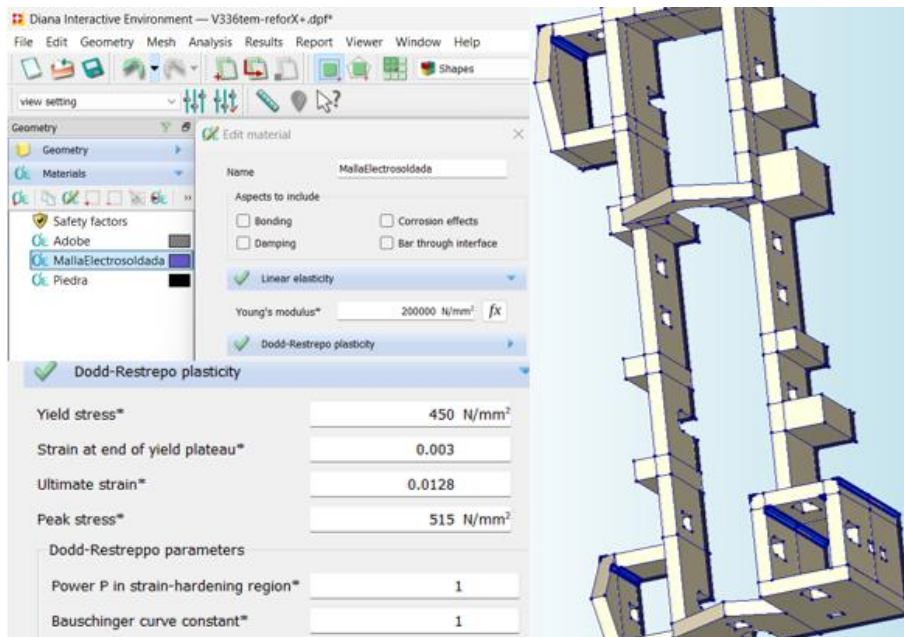 Diana Interactive Environment — V336tem-reforX+.dpf*
File Edit Geometry Mesh Analysis Results Report Viewer Window Help
Shapes
view setting
Geometry
Geometry
Materials
Safety factors
Adobe
MallaElectrosoldada
Piedra
Edit material
Name MallaElectrosoldada
Aspects to include
Bonding Corrosion effects
Damping Bar through interface
Linear elasticity
Young's modulus* 200000 N/mm² fx
Dodd-Restrepo plasticity
Dodd-Restrepo plasticity
Yield stress* 450 N/mm²
Strain at end of yield plateau* 0.003
Ultimate strain* 0.0128
Peak stress* 515 N/mm²
Dodd-Restreppo parameters
Power P in strain-hardening region* 1
Bauschinger curve constant* 1